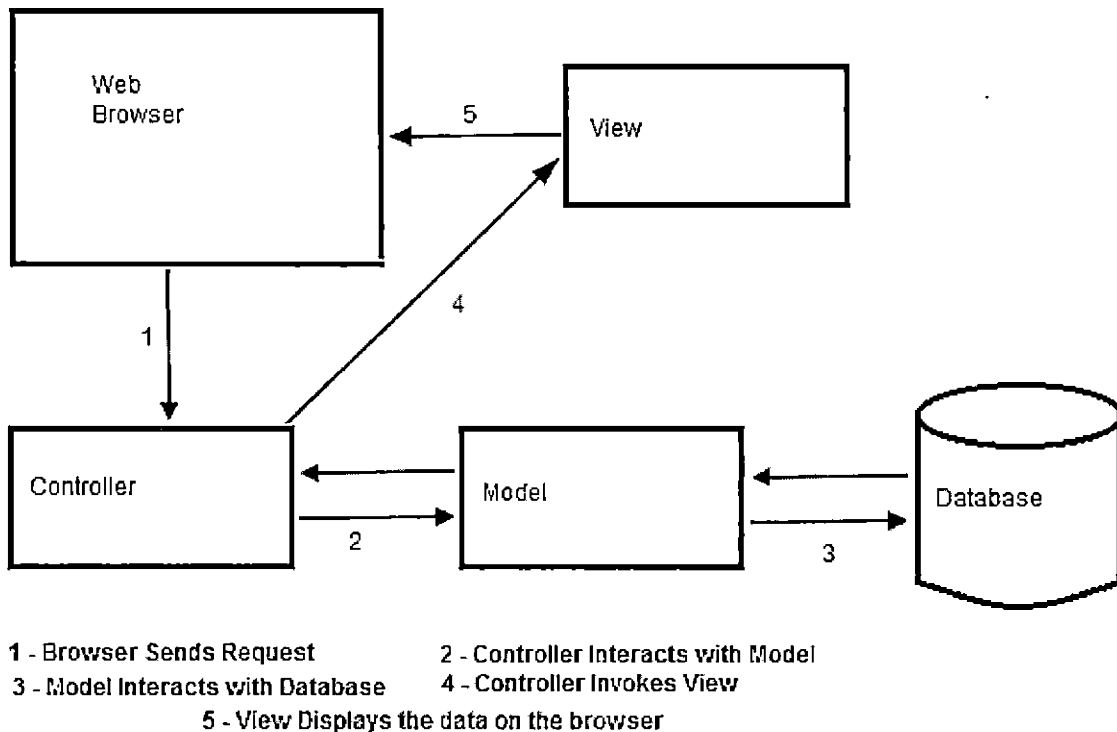 Web
Browser
5
View
4
1
Controller
Model
Database
2
3
1 - Browser Sends Request
2 - Controller Interacts with Model
3 - Model Interacts with Database
4 - Controller Invokes View
5 - View Displays the data on the browser